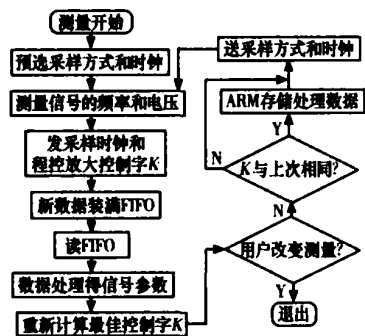 测量开始
预选采样方式和时钟
测量信号的频率和电压
发采样时钟和
程控放大控制字K
新数据装满FIFO
读FIFO
数据处理得信号参数
重新计算最佳控制字K
送采样方式和时钟
ARM存储处理数据
Y
N
K与上次相同?
N
用户改变测量?
Y
退出